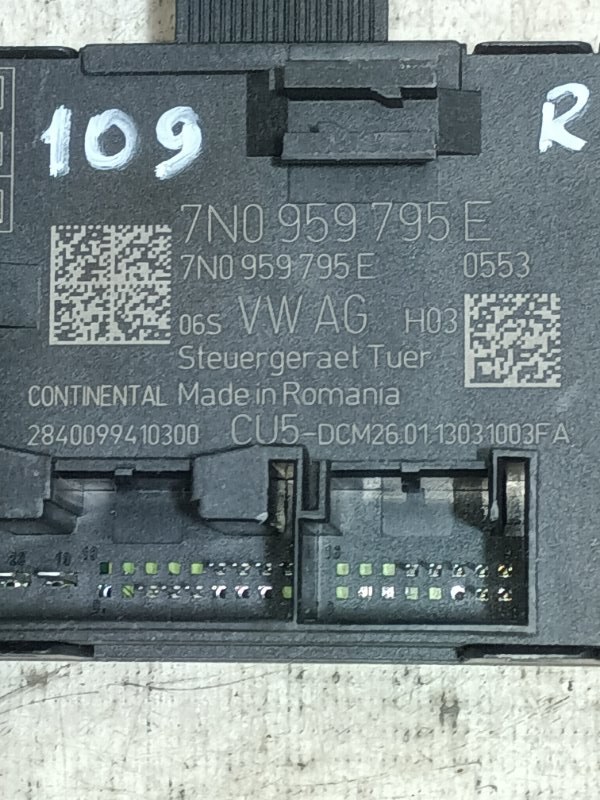 109 R
7N0 959 795 E
7N0 959 795 E 0553
06S VW AG H03
Steuergeraet Tuer
CONTINENTAL Made in Romania
2840099410300 CU5-DCM26.01.13031003FA